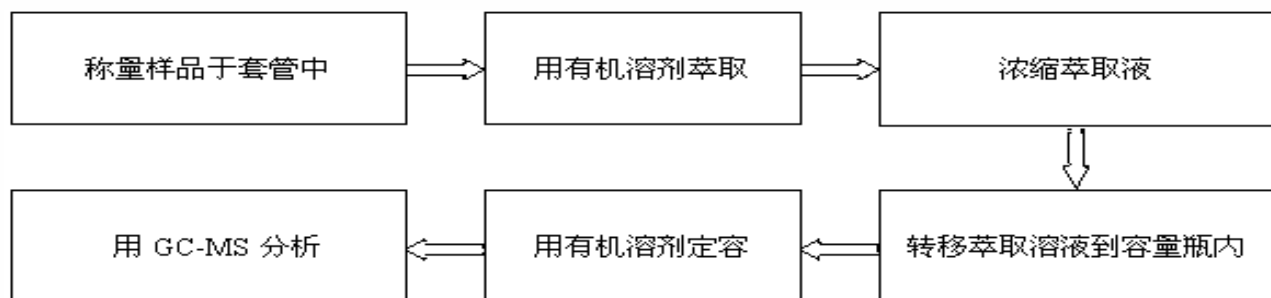 称量样品于套管中
用有机溶剂萃取
浓缩萃取液
转移萃取溶液到容量瓶内
用有机溶剂定容
用 GC-MS 分析